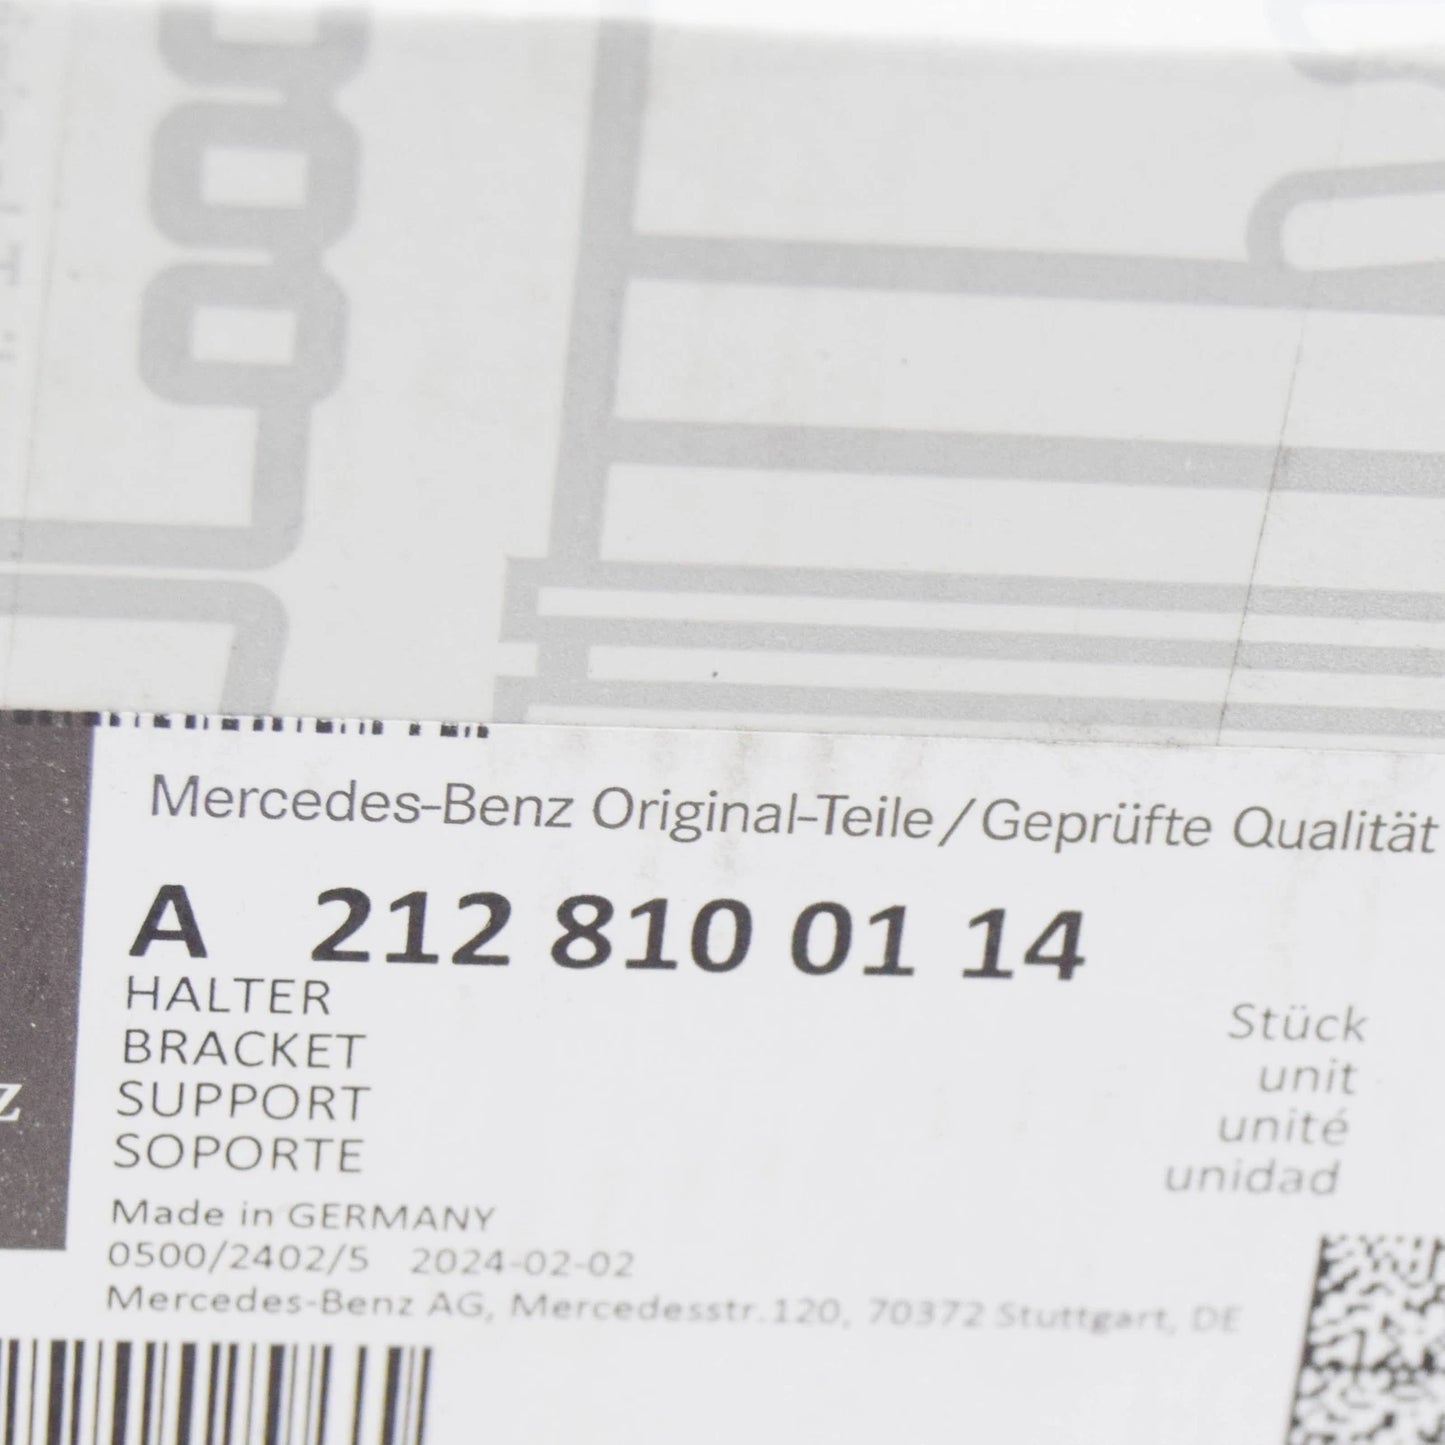 Mercedes-Benz Original-Teile/Geprüfte Qualität
A 212 810 01 14
HALTER
BRACKET
SUPPORT
SOPORTE
Stück
unit
unité
unidad
z
Made in GERMANY
0500/2402/5 2024-02-02
Mercedes-Benz AG, Mercedesstr.120, 70372 Stuttgart, DE